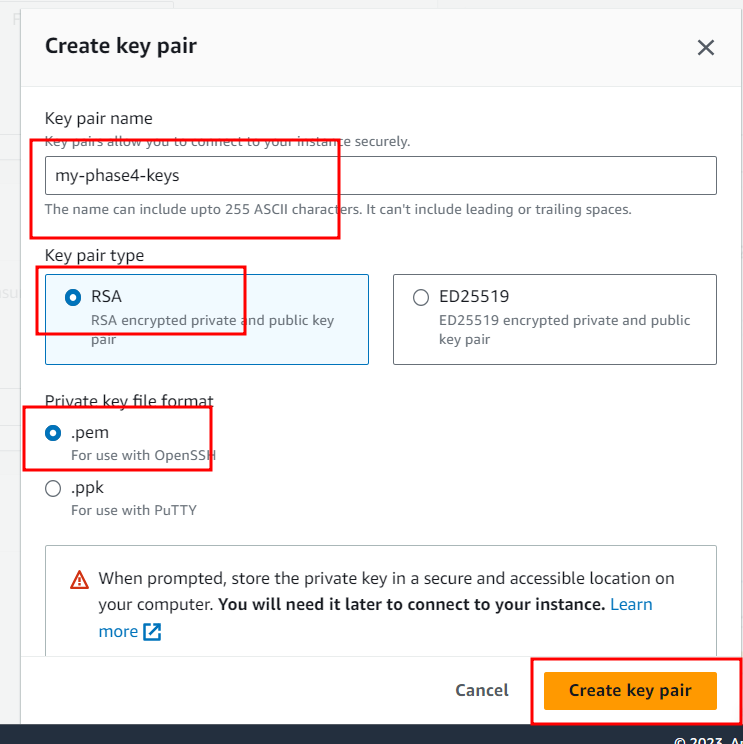 Create key pair
Key pair name
Key pairs allow you to connect to your instance securely.
my-phase4-keys
The name can include upto 255 ASCII characters. It can't include leading or trailing spaces.
Key pair type
RSA
RSA encrypted private and public key
pair
ED25519
ED25519 encrypted private and public
key pair
Private key file format
.pem
For use with OpenSSH
.ppk
For use with PuTTY
When prompted, store the private key in a secure and accessible location on
your computer. You will need it later to connect to your instance. Learn
more
Cancel
Create key pair
© 2023,